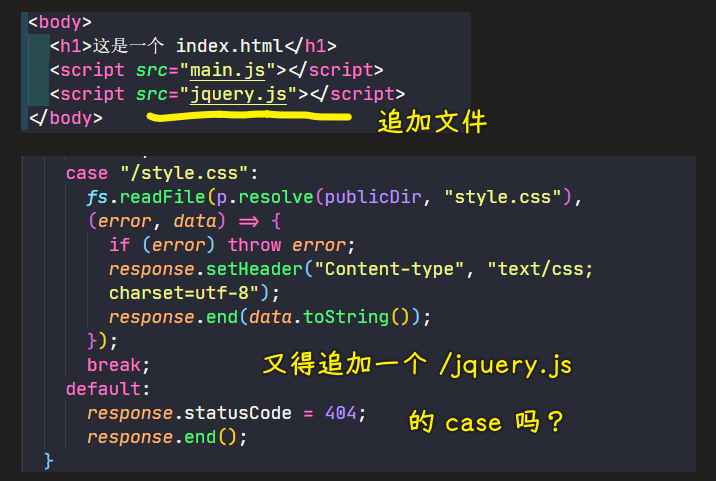 <body>
<h1>这是一个 index.html</h1>
<script src="main.js"></script>
<script src="jquery.js"></script>
</body>
追加文件
case "/style.css":
fs.readFile(p.resolve(publicDir, "style.css"),
(error, data) => {
if (error) throw error;
response.setHeader("Content-type", "text/css;
charset=utf-8");
response.end(data.toString());
});
break;
又得追加一个 /jquery.js
default:
response.statusCode = 404;
的 case 吗？
response.end();
}